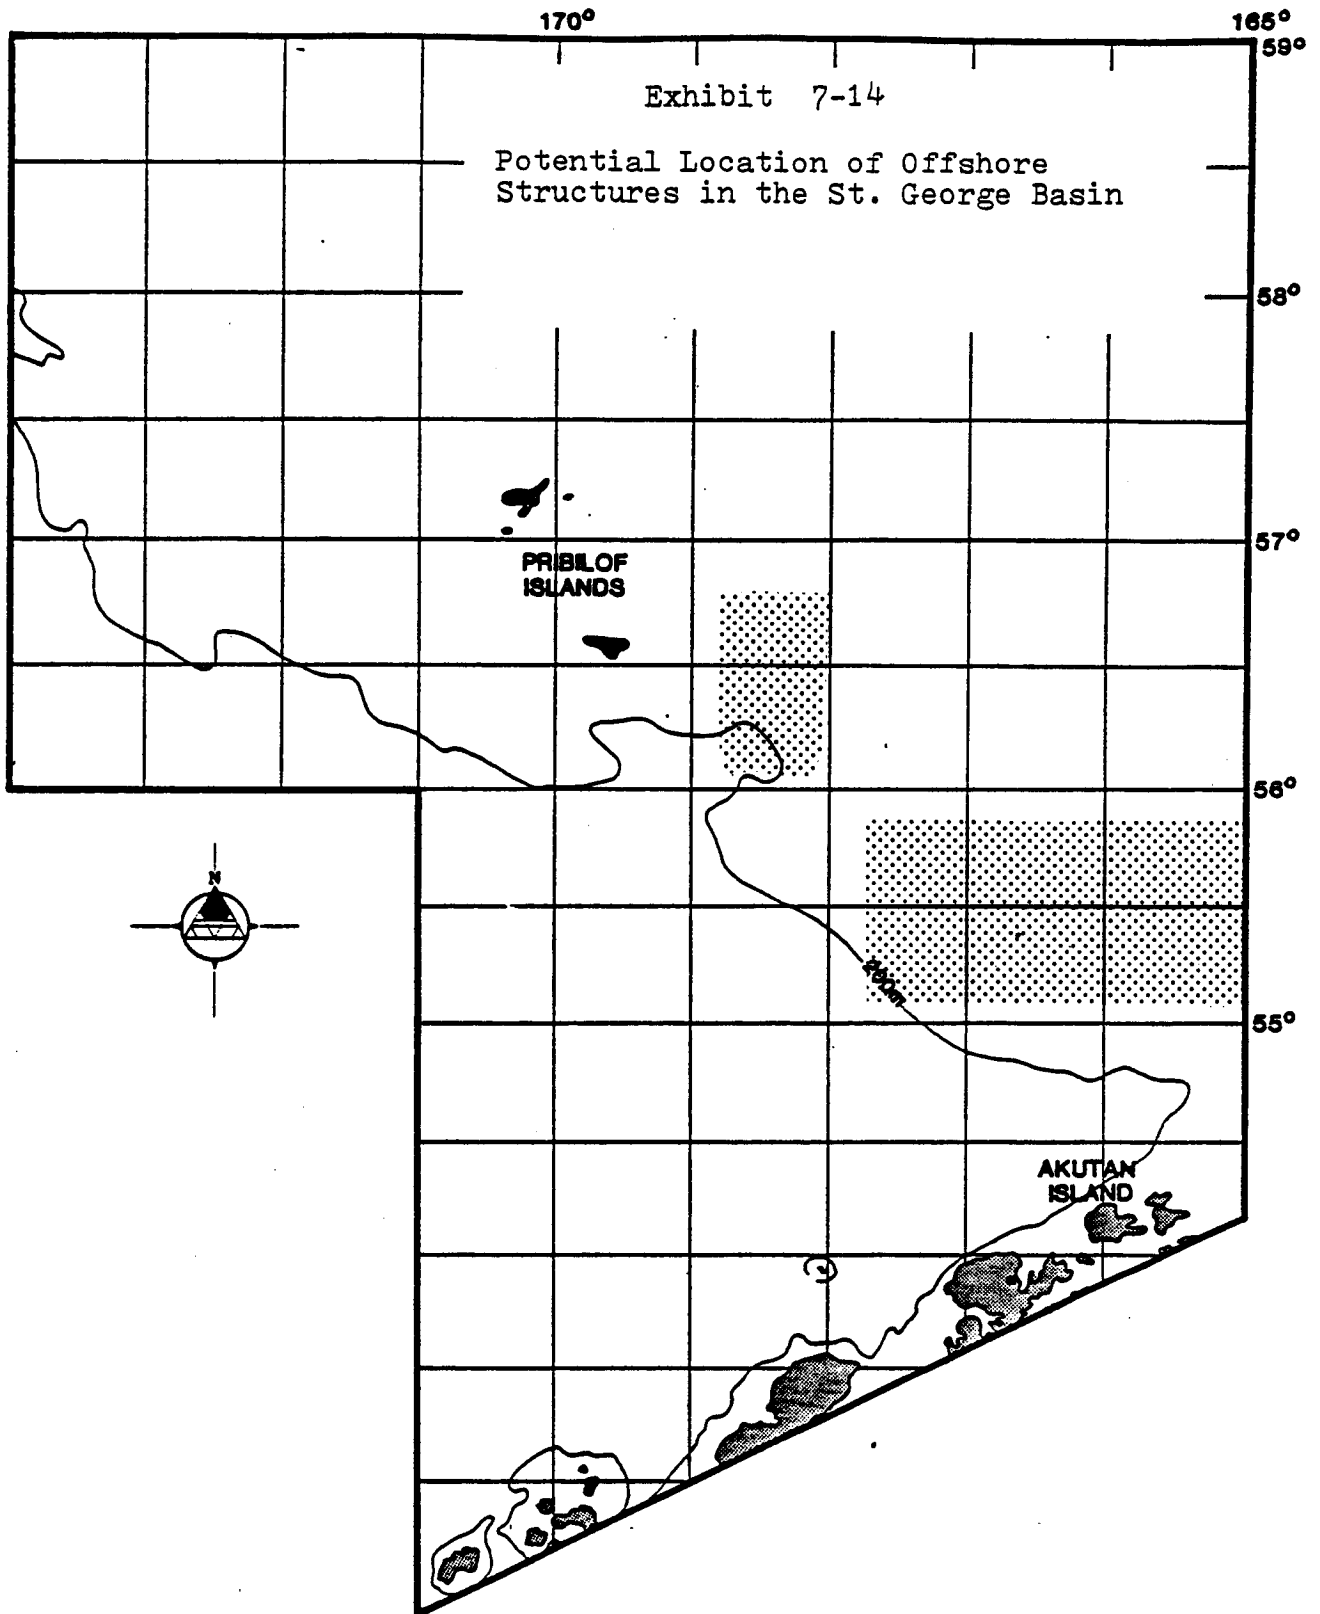 170° 165°
59°
Exhibit 7-14
Potential Location of Offshore
Structures in the St. George Basin
58°
57°
PRIBILOF
ISLANDS
56°
N
200m
55°
AKUTAN
ISLAND